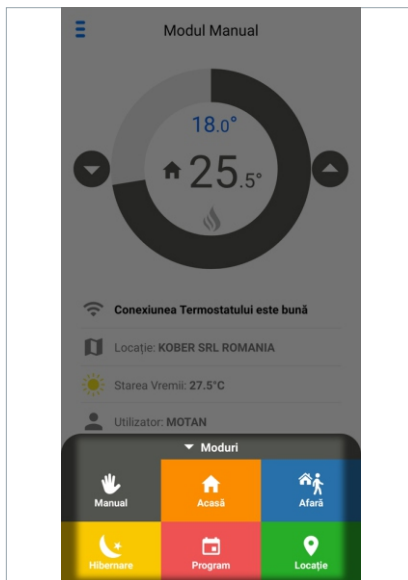 Modul Manual
18.0°
25.5°
Conexiunea Termostatului este bună
Locație: KOBER SRL ROMANIA
Starea Vremii: 27.5°C
Utilizator: MOTAN
Moduri
Manual Acasă Afară
Hibernare Program Locație